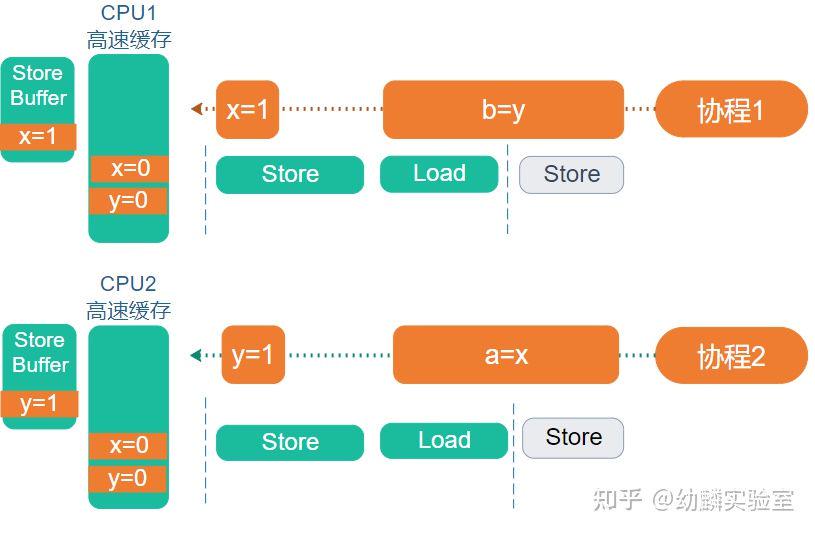 CPU1
高速缓存
Store
Buffer
x=1
x=0
y=0
x=1
b=y
协程1
Store
Load
Store
CPU2
高速缓存
Store
Buffer
y=1
x=0
y=0
y=1
a=x
协程2
Store
Load
Store
知乎 @幼麟实验室